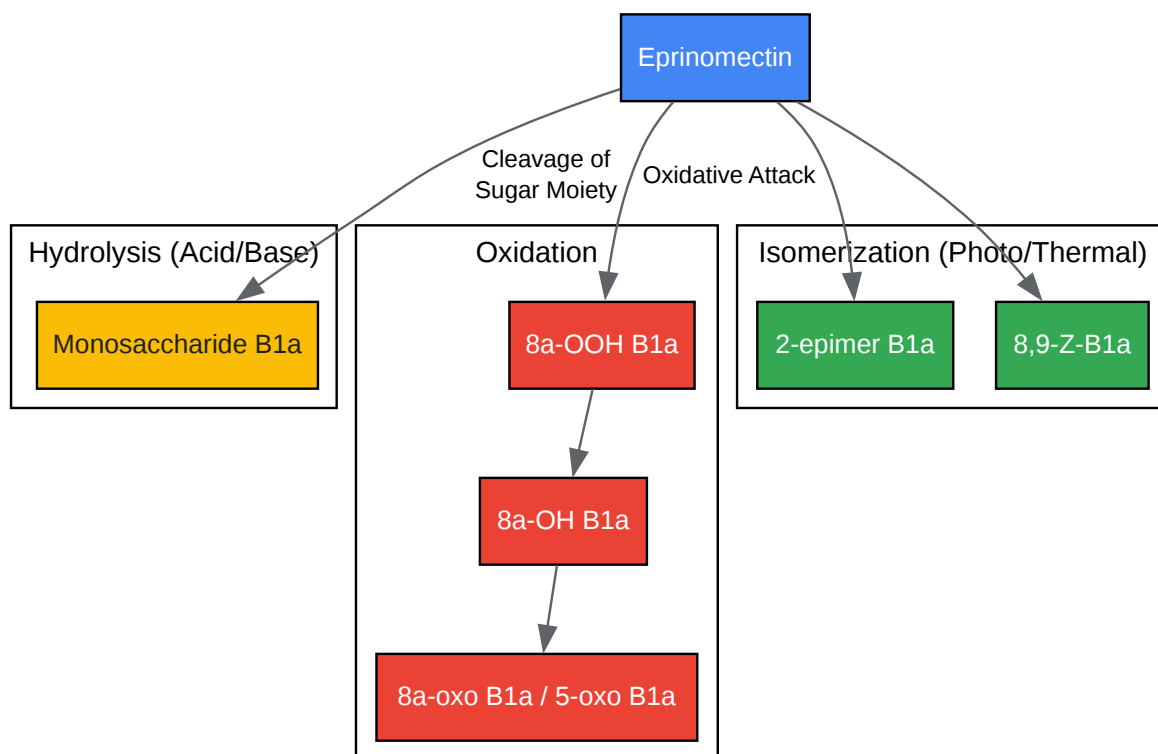 Eprinomectin
Cleavage of
Sugar Moiety
Oxidative Attack
Hydrolysis (Acid/Base)
Oxidation
Isomerization (Photo/Thermal)
Monosaccharide B1a
8a-OOH B1a
2-epimer B1a
8,9-Z-B1a
8a-OH B1a
8a-oxo B1a / 5-oxo B1a